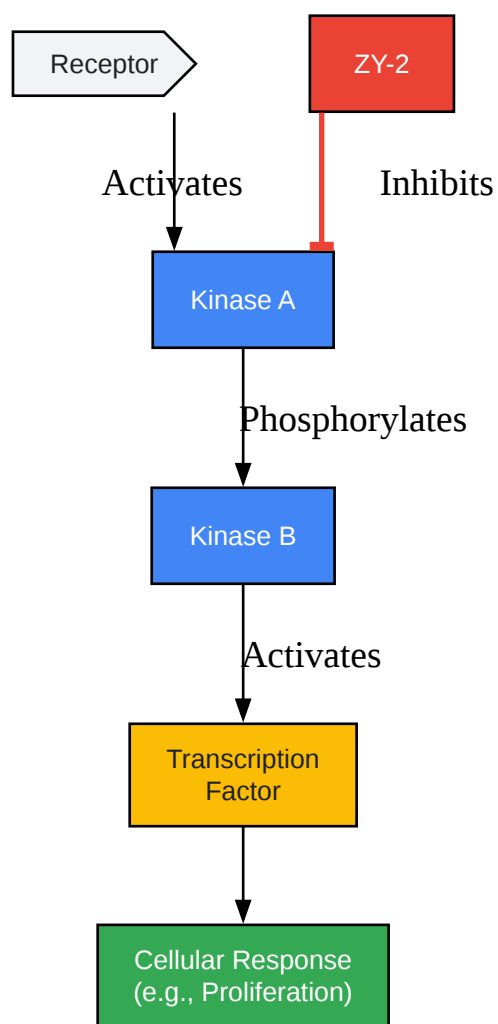 Receptor
ZY-2
Activates
Inhibits
Kinase A
Phosphorylates
Kinase B
Activates
Transcription
Factor
Cellular Response
(e.g., Proliferation)